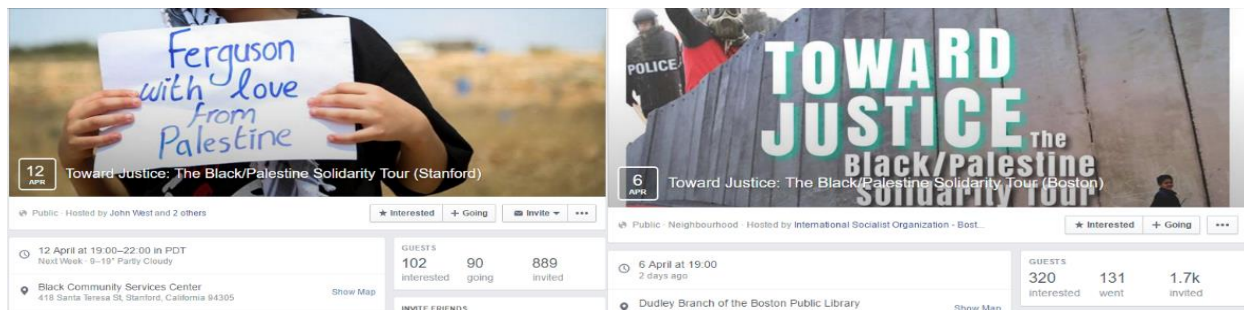 Ferguson
with love
from
Palestine
12
APR
Toward Justice: The Black/Palestine Solidarity Tour (Stanford)
Public · Hosted by John West and 2 others
★ Interested
+ Going
Invite
•••
12 April at 19:00–22:00 in PDT
Next Week · 9–19° Partly Cloudy
Black Community Services Center
418 Santa Teresa St, Stanford, California 94305
Show Map
GUESTS
102 90 889
interested going invited
INVITE FRIENDS
POLICE
TOWARD
JUSTICE The
Black/Palestine
Solidarity Tour
6
APR
Toward Justice: The Black/Palestine Solidarity Tour (Boston)
Public · Neighbourhood · Hosted by International Socialist Organization - Bost...
★ Interested
+ Going
•••
6 April at 19:00
2 days ago
Dudley Branch of the Boston Public Library
Show Map
GUESTS
320 131 1.7k
interested went invited